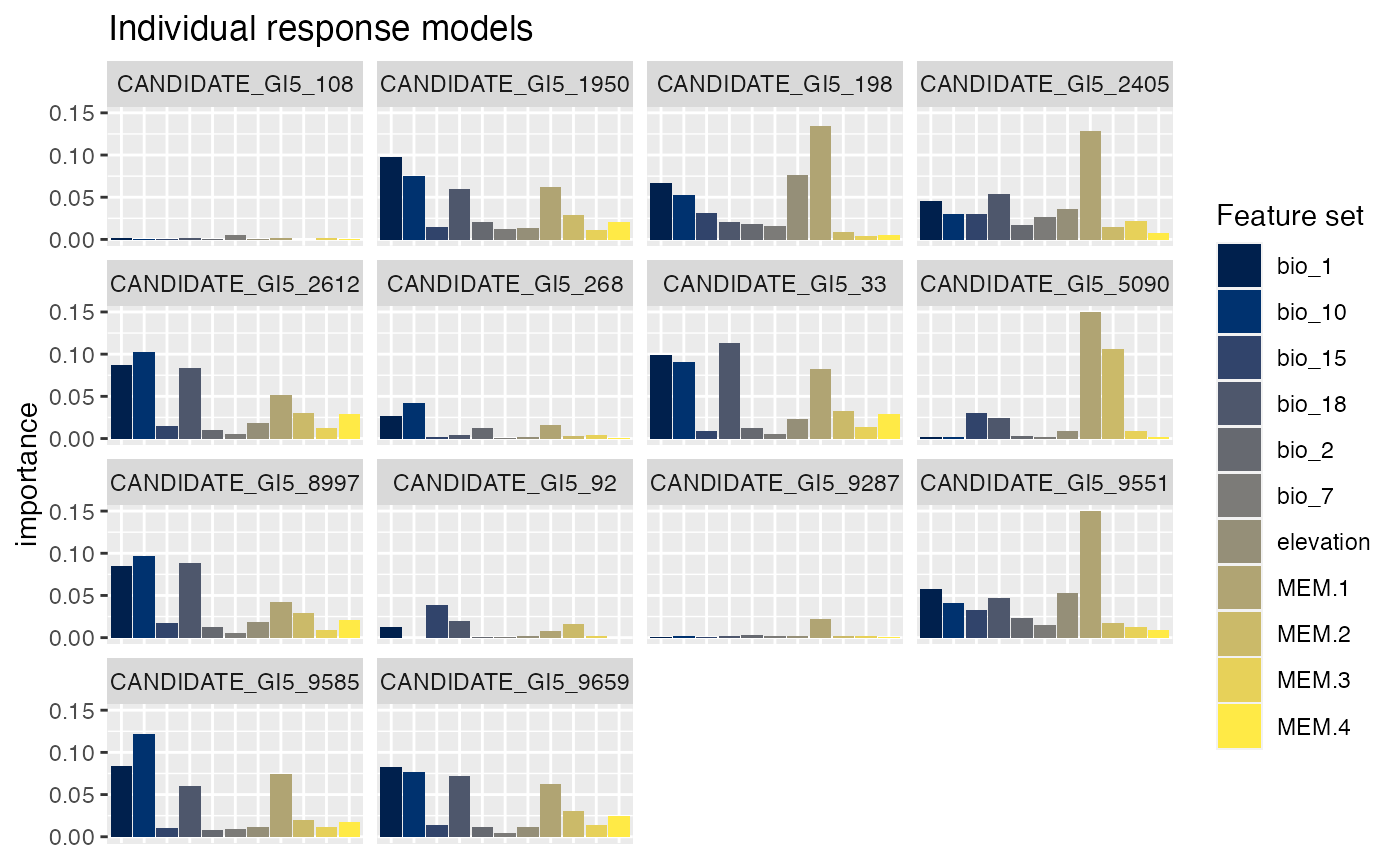 Individual response models
CANDIDATE_GI5_108 CANDIDATE_GI5_1950 CANDIDATE_GI5_198 CANDIDATE_GI5_2405
0.15
0.10
0.05
0.00
CANDIDATE_GI5_2612 CANDIDATE_GI5_268 CANDIDATE_GI5_33 CANDIDATE_GI5_5090
0.15
0.10
0.05
0.00
CANDIDATE_GI5_8997 CANDIDATE_GI5_92 CANDIDATE_GI5_9287 CANDIDATE_GI5_9551
0.15
0.10
0.05
0.00
CANDIDATE_GI5_9585 CANDIDATE_GI5_9659
0.15
0.10
0.05
0.00
importance
Feature set
bio_1
bio_10
bio_15
bio_18
bio_2
bio_7
elevation
MEM.1
MEM.2
MEM.3
MEM.4